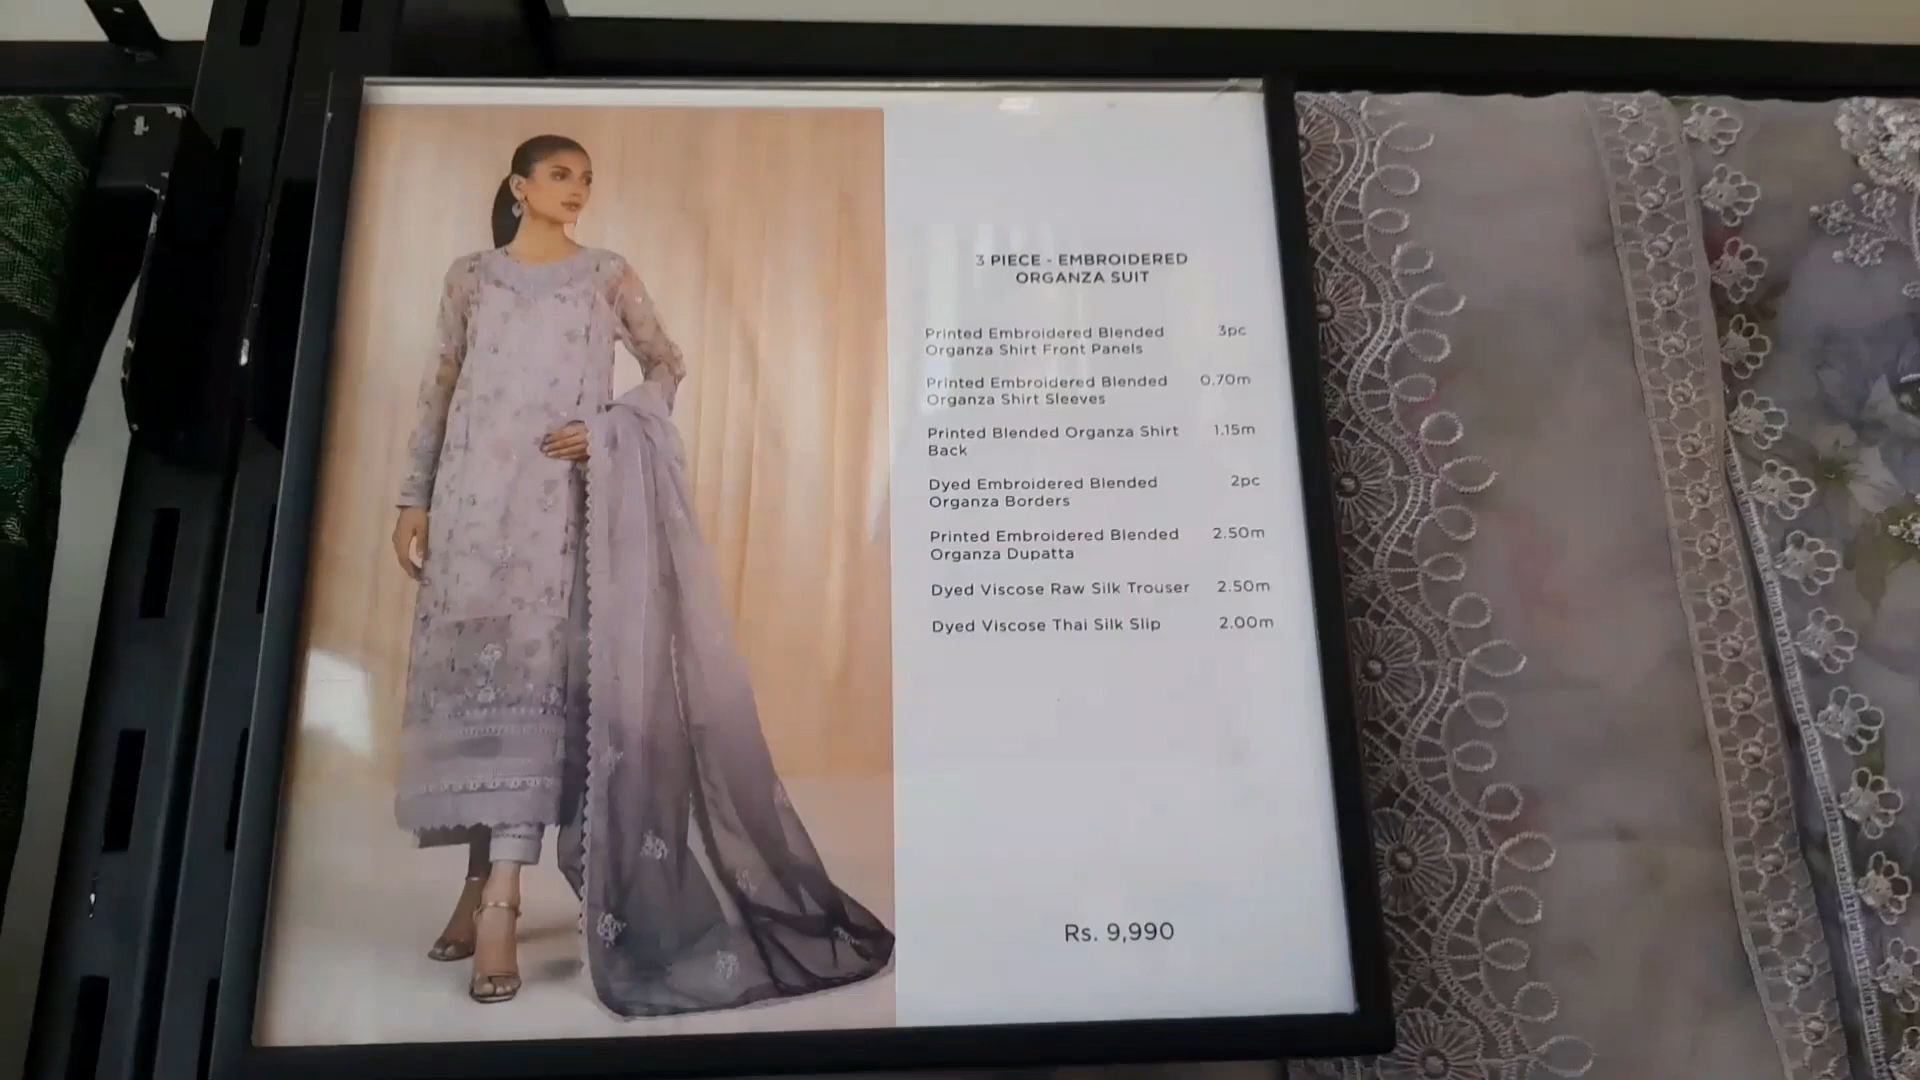 3 PIECE - EMBROIDERED
ORGANZA SUIT
Printed Embroidered Blended 3pc
Organza Shirt Front Panels
Printed Embroidered Blended 0.70m
Organza Shirt Sleeves
Printed Blended Organza Shirt 1.15m
Back
Dyed Embroidered Blended 2pc
Organza Borders
Printed Embroidered Blended 2.50m
Organza Dupatta
Dyed Viscose Raw Silk Trouser 2.50m
Dyed Viscose Thai Silk Slip 2.00m
Rs. 9,990